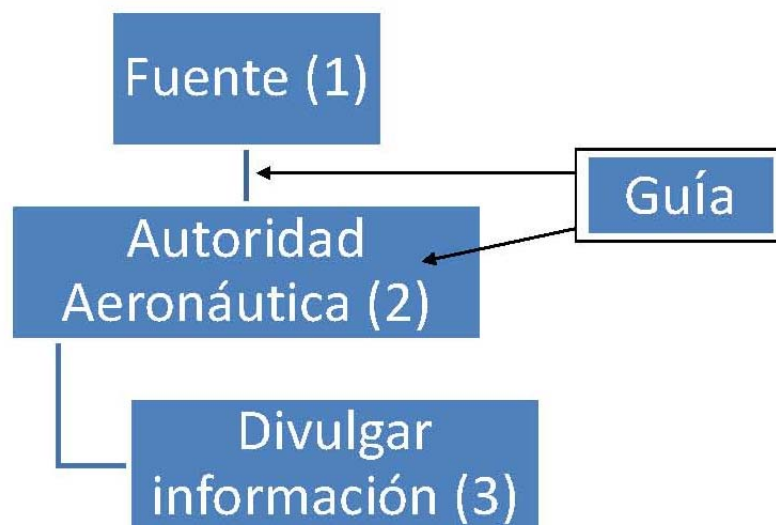 Fuente (1)
Guía
Autoridad
Aeronáutica (2)
Divulgar
información (3)